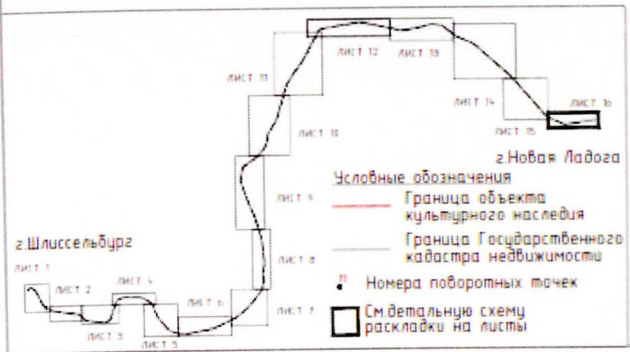 ЛИСТ 12
ЛИСТ 13
ЛИСТ 11
ЛИСТ 14
ЛИСТ 16
ЛИСТ 10
ЛИСТ 15
г.Новая Ладога
Условные обозначения
ЛИСТ 9
Граница объекта
культурного наследия
г.Шлиссельбург
Граница Государственного
кадастра недвижимости
ЛИСТ 8
ЛИСТ 1
ЛИСТ 2
ЛИСТ 4
ЛИСТ 6
Номера поворотных точек
ЛИСТ 3
ЛИСТ 5
ЛИСТ 7
См.детальную схему
раскладки на листы